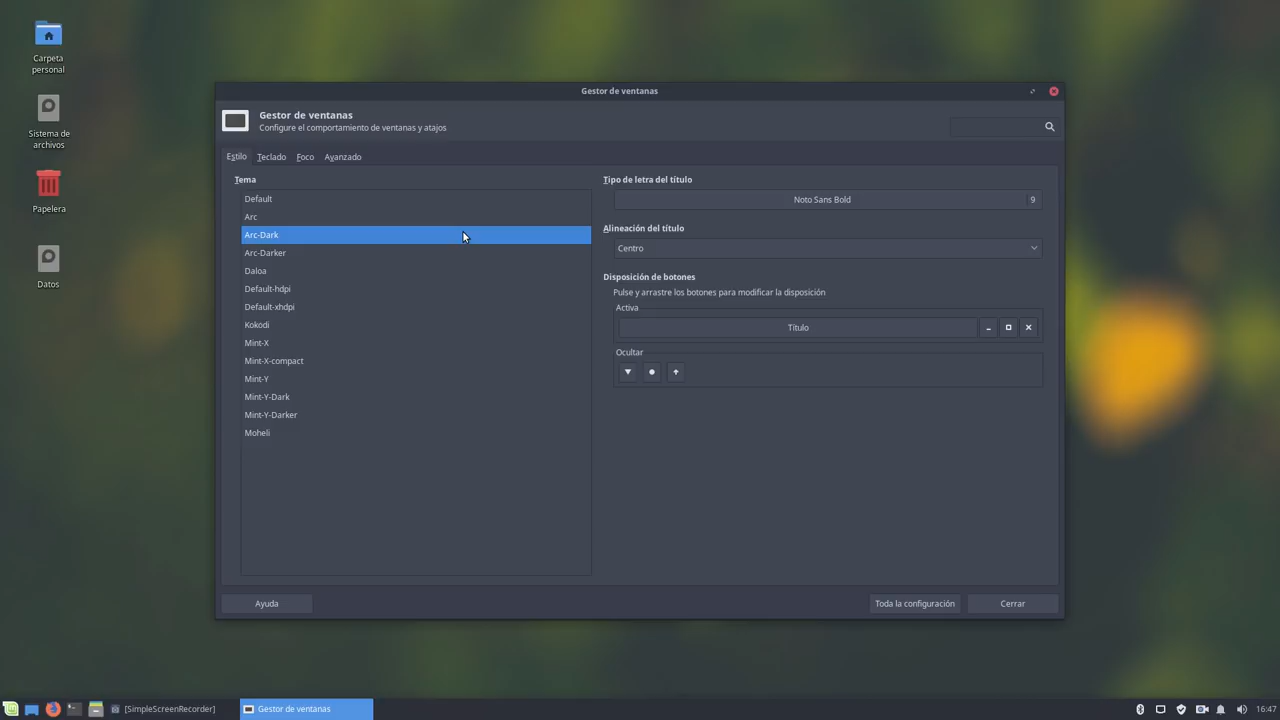 Carpeta
personal
Sistema de
archivos
Papelera
Datos
Gestor de ventanas
Gestor de ventanas
Configure el comportamiento de ventanas y atajos
Estilo Teclado Foco Avanzado
Tema
Default
Arc
Arc-Dark
Arc-Darker
Daloa
Default-hdpi
Default-xhdpi
Kokodi
Mint-X
Mint-X-compact
Mint-Y
Mint-Y-Dark
Mint-Y-Darker
Moheli
Tipo de letra del título
Noto Sans Bold 9
Alineación del título
Centro
Disposición de botones
Pulse y arrastre los botones para modificar la disposición
Activa
Título
Ocultar
Ayuda Toda la configuración Cerrar
[SimpleScreenRecorder] Gestor de ventanas 16:47